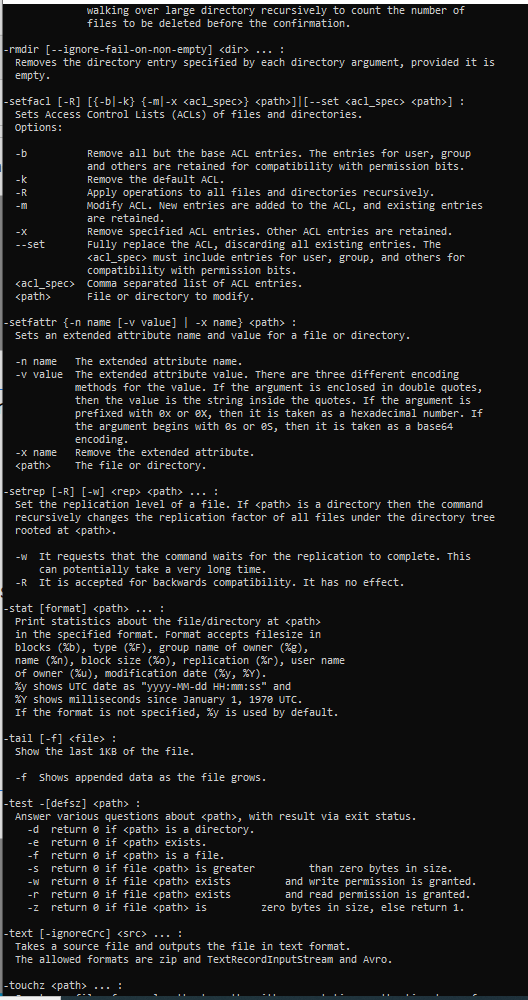 walking over large directory recursively to count the number of
files to be deleted before the confirmation.
-rmdir [--ignore-fail-on-non-empty] <dir> ... :
Removes the directory entry specified by each directory argument, provided it is
empty.
-setfacl [-R] [{-b|-k} {-m|-x <acl_spec>} <path>]|[--set <acl_spec> <path>] :
Sets Access Control Lists (ACLs) of files and directories.
Options:
-b Remove all but the base ACL entries. The entries for user, group
and others are retained for compatibility with permission bits.
-k Remove the default ACL.
-R Apply operations to all files and directories recursively.
-m Modify ACL. New entries are added to the ACL, and existing entries
are retained.
-x Remove specified ACL entries. Other ACL entries are retained.
--set Fully replace the ACL, discarding all existing entries. The
<acl_spec> must include entries for user, group, and others for
compatibility with permission bits.
<acl_spec> Comma separated list of ACL entries.
<path> File or directory to modify.
-setfattr {-n name [-v value] | -x name} <path> :
Sets an extended attribute name and value for a file or directory.
-n name The extended attribute name.
-v value The extended attribute value. There are three different encoding
methods for the value. If the argument is enclosed in double quotes,
then the value is the string inside the quotes. If the argument is
prefixed with 0x or 0X, then it is taken as a hexadecimal number. If
the argument begins with 0s or 0S, then it is taken as a base64
encoding.
-x name Remove the extended attribute.
<path> The file or directory.
-setrep [-R] [-w] <rep> <path> ... :
Set the replication level of a file. If <path> is a directory then the command
recursively changes the replication factor of all files under the directory tree
rooted at <path>.
-w It requests that the command waits for the replication to complete. This
can potentially take a very long time.
-R It is accepted for backwards compatibility. It has no effect.
-stat [format] <path> ... :
Print statistics about the file/directory at <path>
in the specified format. Format accepts filesize in
blocks (%b), type (%F), group name of owner (%g),
name (%n), block size (%o), replication (%r), user name
of owner (%u), modification date (%y, %Y).
%y shows UTC date as "yyyy-MM-dd HH:mm:ss" and
%Y shows milliseconds since January 1, 1970 UTC.
If the format is not specified, %y is used by default.
-tail [-f] <file> :
Show the last 1KB of the file.
-f Shows appended data as the file grows.
-test -[defsz] <path> :
Answer various questions about <path>, with result via exit status.
-d return 0 if <path> is a directory.
-e return 0 if <path> exists.
-f return 0 if <path> is a file.
-s return 0 if file <path> is greater than zero bytes in size.
-w return 0 if file <path> exists and write permission is granted.
-r return 0 if file <path> exists and read permission is granted.
-z return 0 if file <path> is zero bytes in size, else return 1.
-text [-ignoreCrc] <src> ... :
Takes a source file and outputs the file in text format.
The allowed formats are zip and TextRecordInputStream and Avro.
-touchz <path> ... :